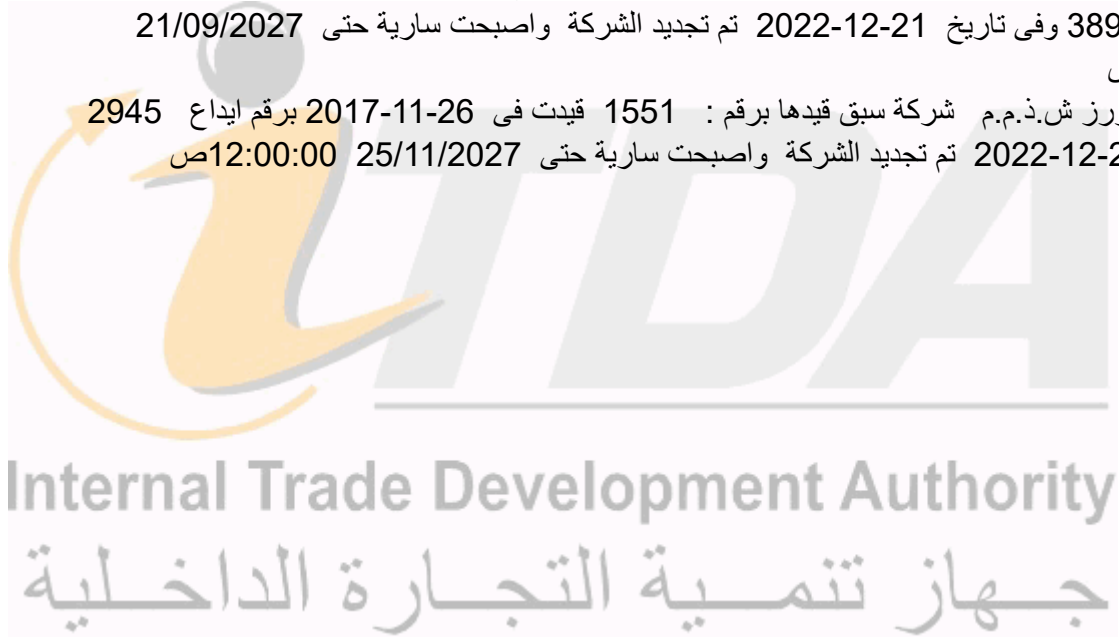 389 وفى تاريخ 21-12-2022 تم تجديد الشركة واصبحت سارية حتى 21/09/2027
ش.ذ.م.م شركة سبق قيدها برقم : 1551 قيدت فى 26-11-2017 برقم ايداع 2945
2022-12-2 تم تجديد الشركة واصبحت سارية حتى 25/11/2027 12:00:00ص
iTDA
Internal Trade Development Authority
جهاز تنمية التجارة الداخلية